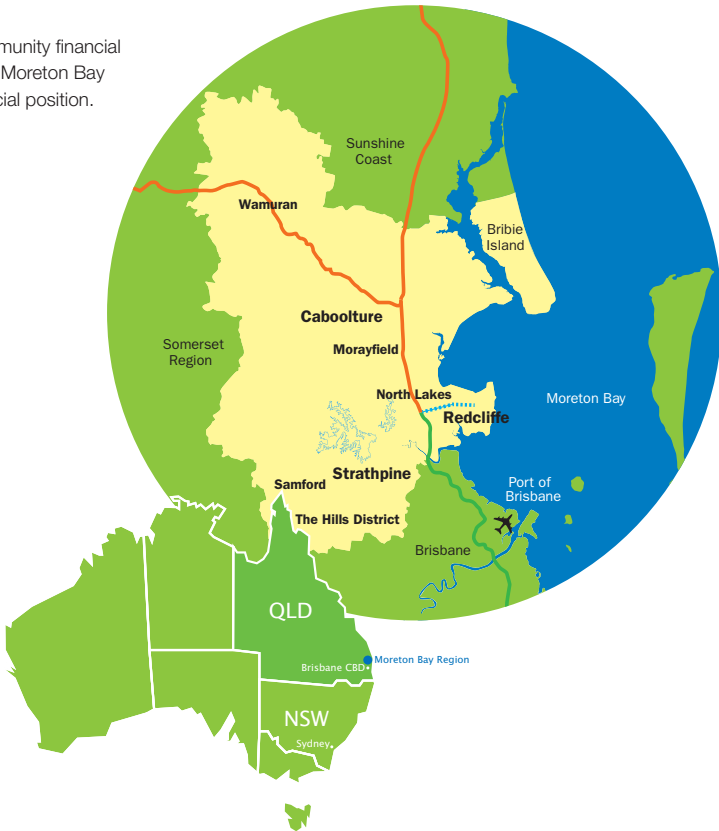 munity financial
Moreton Bay
cial position.
Sunshine
Coast
Wamuran
Bribie
Island
Caboolture
Somerset
Region
Morayfield
North Lakes
Moreton Bay
Redcliffe
Strathpine
Samford
Port of
Brisbane
The Hills District
Brisbane
QLD
Moreton Bay Region
Brisbane CBD
NSW
Sydney